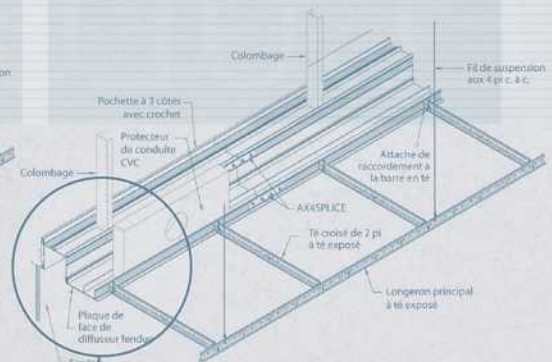 on
Colombage
Fil de suspension
aux 4 pi c. à c.
Pochette à 3 côtés
avec crochet
Protecteur
de conduite
CVC
Colombage
Attache de
raccordement à
la barre en té
AX4SPLICE
Té croisé de 2 pi
à té exposé
Longeron principal
à té exposé
Plaque de
face de
diffuseur fendue